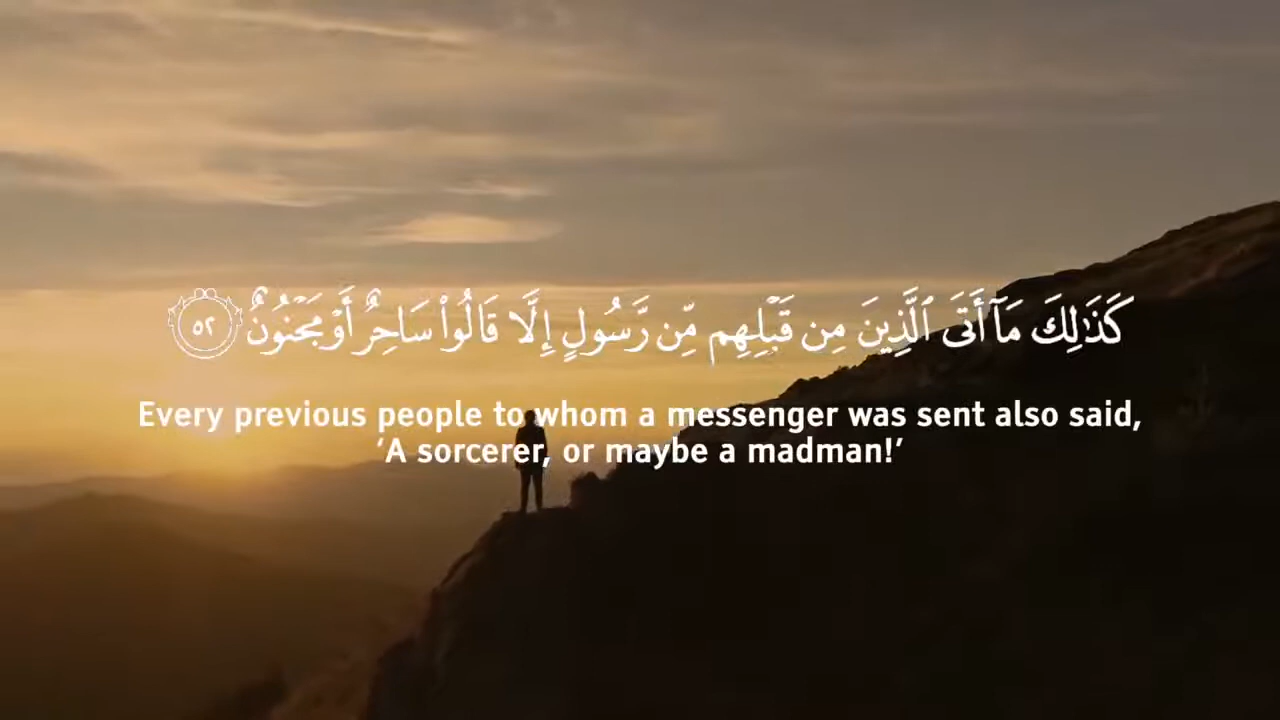 كَذَٰلِكَ مَآ أَتَى ٱلَّذِينَ مِن قَبْلِهِم مِّن رَّسُولٍ إِلَّا قَالُوا۟ سَاحِرٌ أَوْ مَجْنُونٌ ٥٢
Every previous people to whom a messenger was sent also said,
‘A sorcerer, or maybe a madman!’